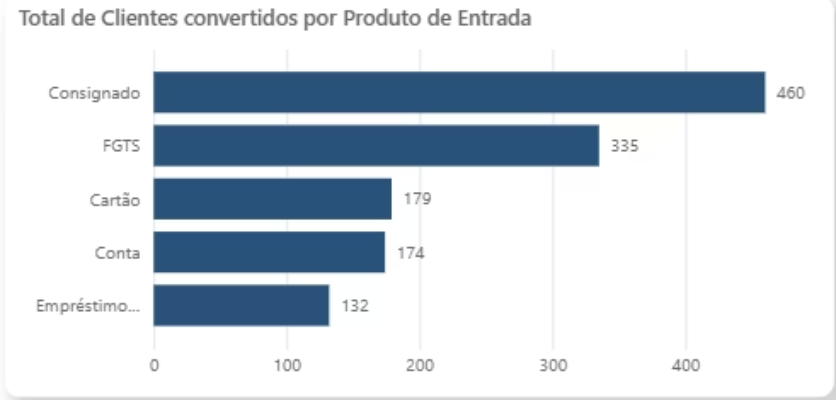 Total de Clientes convertidos por Produto de Entrada
Consignado 460
FGTS 335
Cartão 179
Conta 174
Empréstimo... 132
0 100 200 300 400